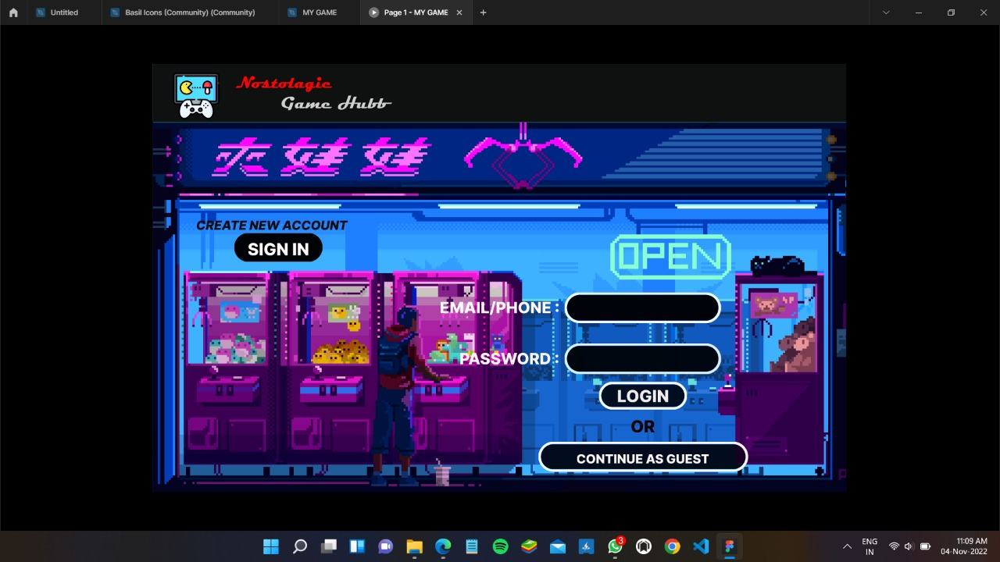 Untitled
Basil Icons (Community) (Community)
MY GAME
Page 1 - MY GAME
Nostolagic
Game Hubb
娃娃
CREATE NEW ACCOUNT
SIGN IN
OPEN
EMAIL/PHONE :
PASSWORD :
LOGIN
OR
CONTINUE AS GUEST
3
ENG
IN
11:09 AM
04-Nov-2022